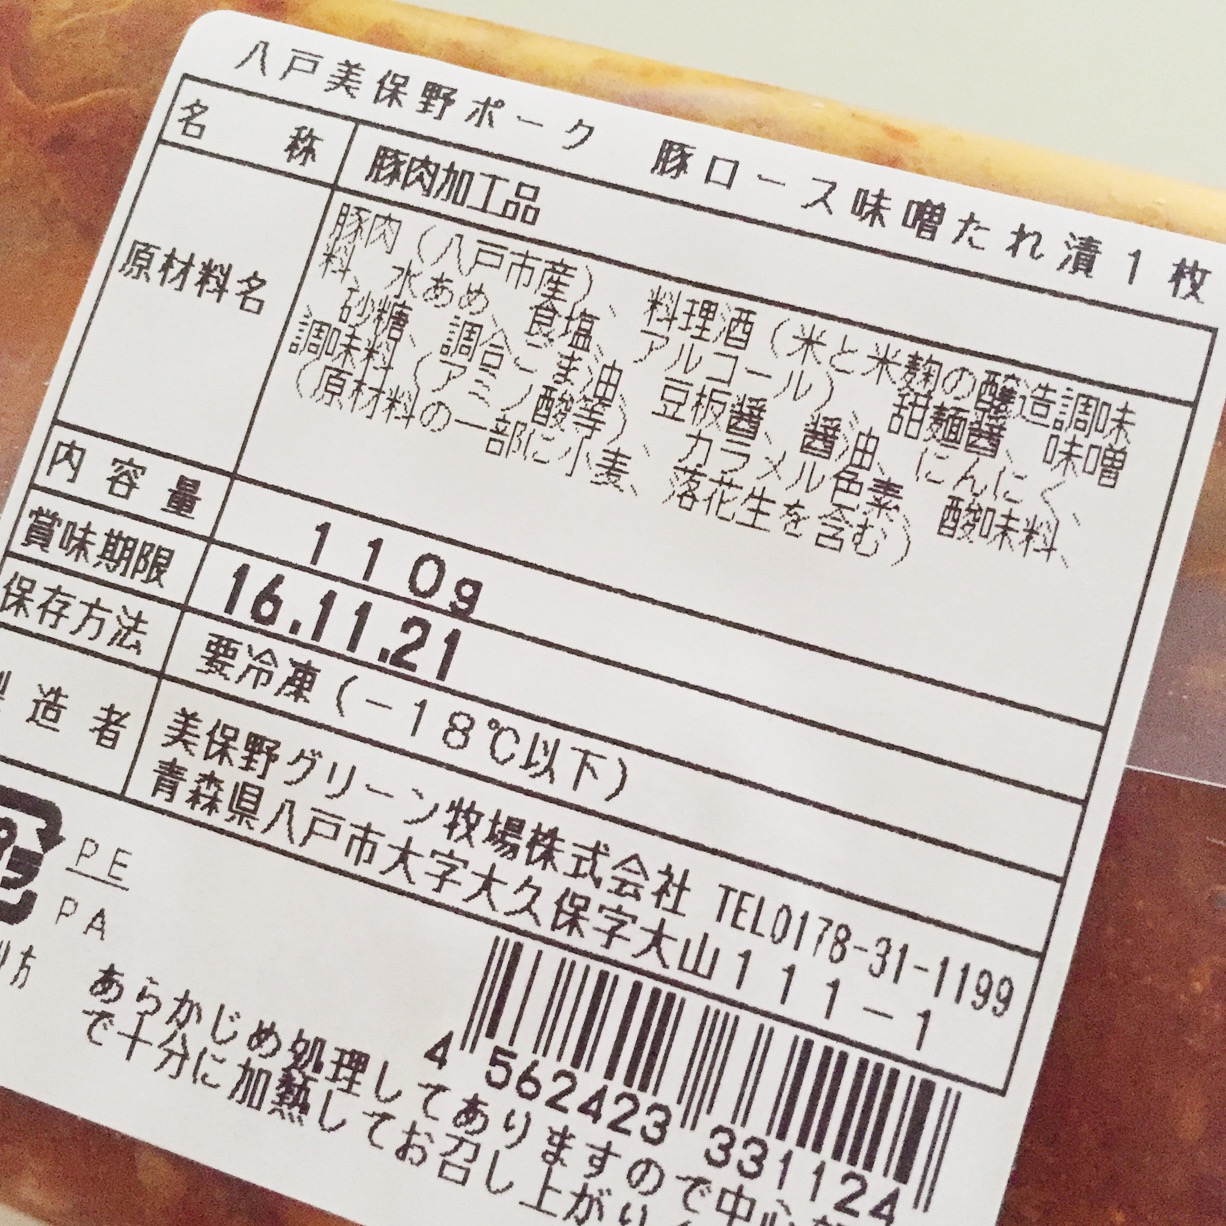 八戸美保野ポーク　豚ロース味噌たれ漬１枚
名　　称　豚肉加工品
原材料名　豚肉（八戸市産）、料理酒（米と米麹の醸造調味
料、水あめ、食塩、アルコール）、甜麺醤、味噌
、砂糖、調合ごま油、豆板醤、醤油、にんにく、
調味料（アミノ酸等）、カラメル色素、酸味料、
（原材料の一部に小麦、落花生を含む）
内 容 量　１１０g
賞味期限　16.11.21
保存方法　要冷凍（－１８℃以下）
造 者　美保野グリーン牧場株式会社 TEL0178-31-1199
青森県八戸市大字大久保字大山１１１－１
プラ
PE
PA
4 562423 331124
あらかじめ処理してありますので中心
で十分に加熱してお召し上がり